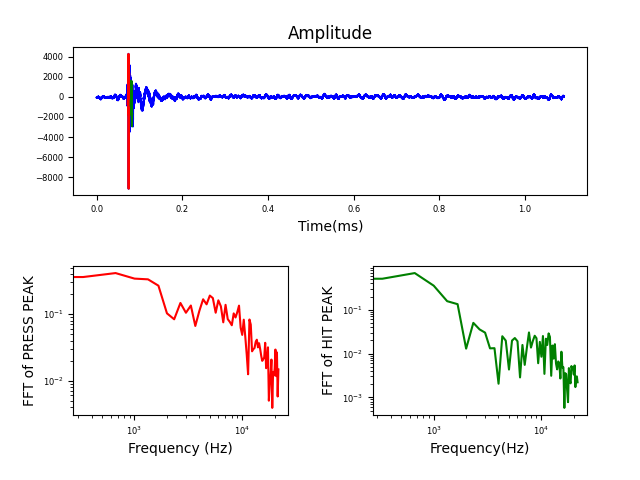 Amplitude
4000
2000
0
−2000
−4000
−6000
−8000
0.0 0.2 0.4 0.6 0.8 1.0
Time(ms)
FFT of PRESS PEAK
10⁻¹
10⁻²
10³ 10⁴
Frequency (Hz)
FFT of HIT PEAK
10⁻¹
10⁻²
10⁻³
10³ 10⁴
Frequency(Hz)